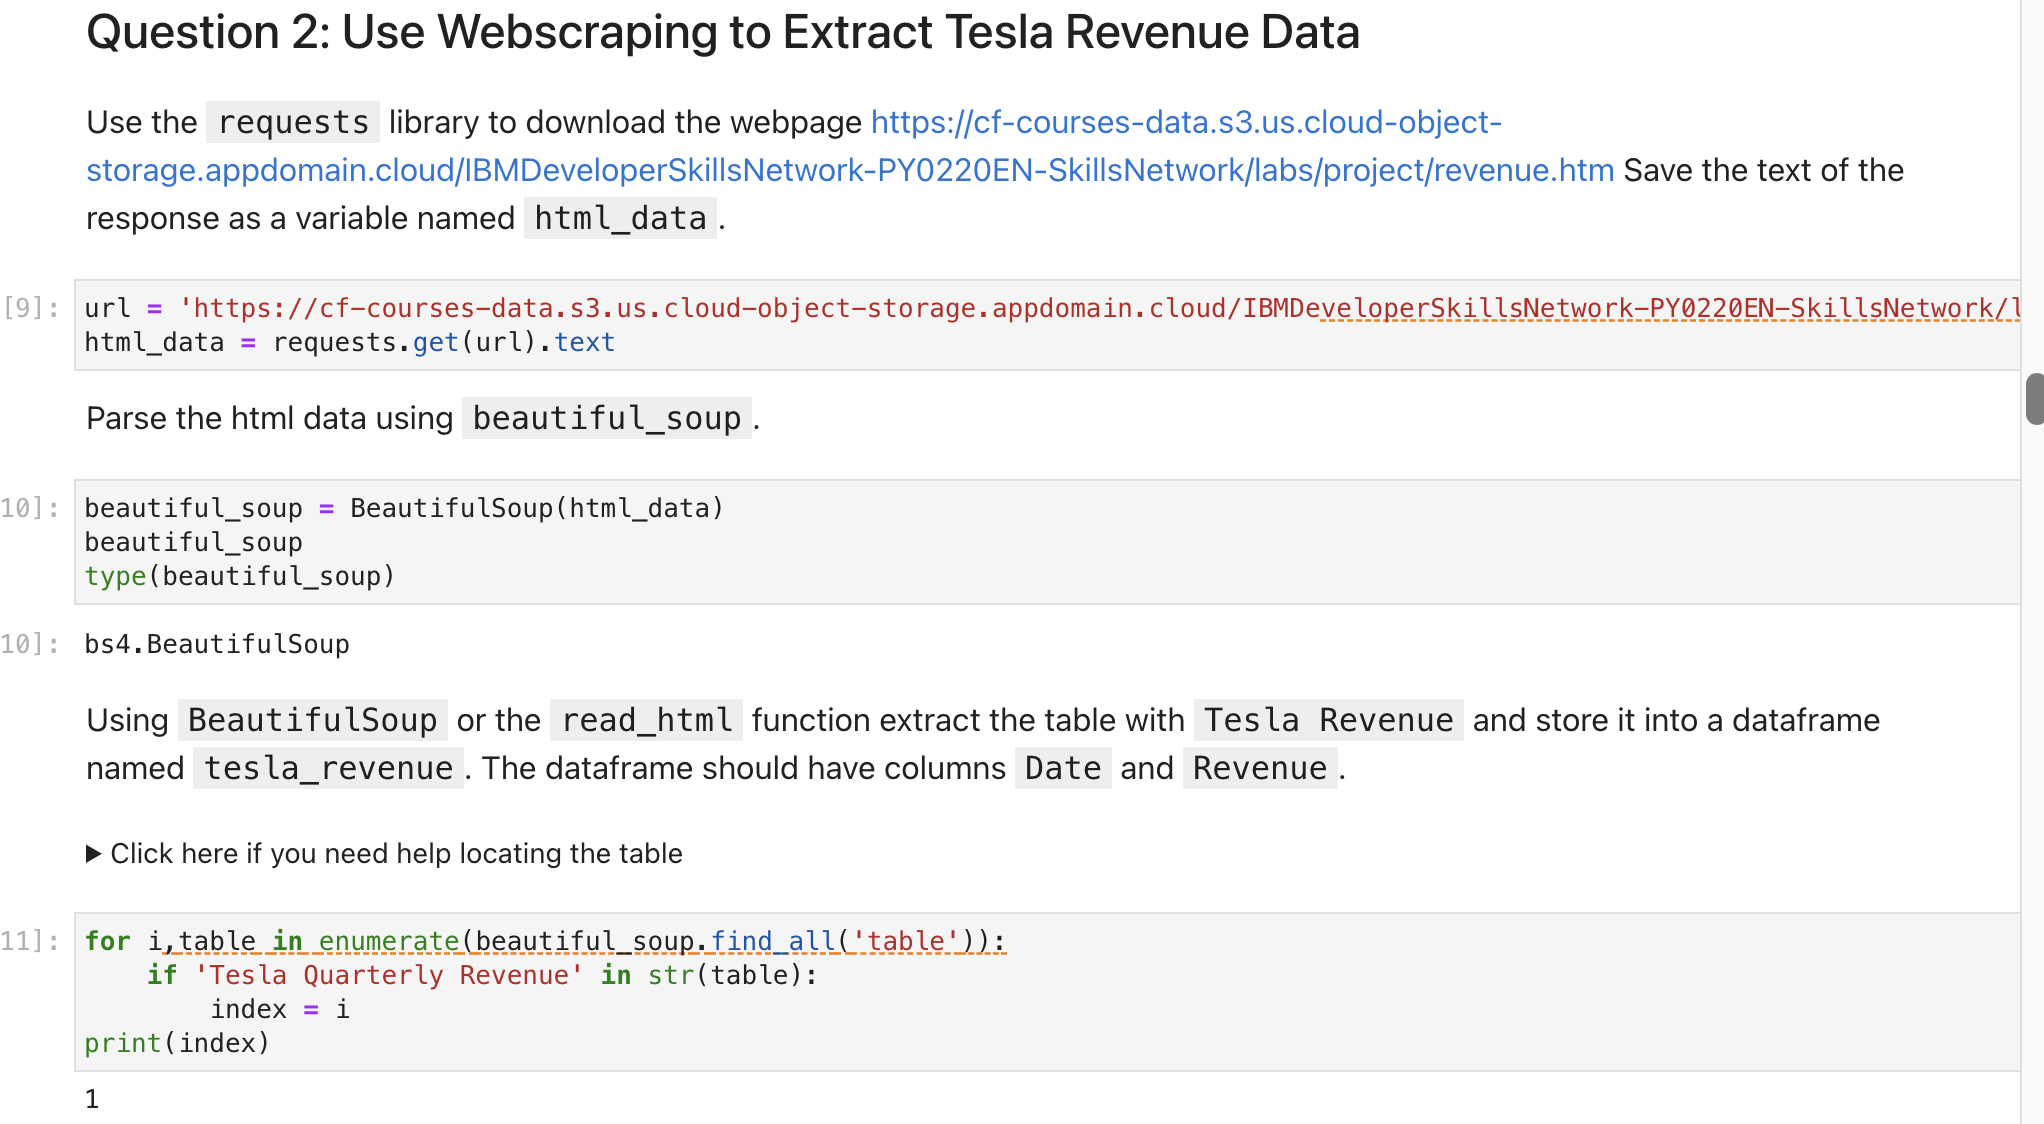 Question 2: Use Webscraping to Extract Tesla Revenue Data
Use the requests library to download the webpage https://cf-courses-data.s3.us.cloud-object-
storage.appdomain.cloud/IBMDeveloperSkillsNetwork-PY0220EN-SkillsNetwork/labs/project/revenue.htm Save the text of the
response as a variable named html_data.
[9]: url = 'https://cf-courses-data.s3.us.cloud-object-storage.appdomain.cloud/IBMDeveloperSkillsNetwork-PY0220EN-SkillsNetwork/l
html_data = requests.get(url).text
Parse the html data using beautiful_soup.
10]: beautiful_soup = BeautifulSoup(html_data)
beautiful_soup
type(beautiful_soup)
10]: bs4.BeautifulSoup
Using BeautifulSoup or the read_html function extract the table with Tesla Revenue and store it into a dataframe
named tesla_revenue. The dataframe should have columns Date and Revenue.
▶ Click here if you need help locating the table
11]: for i,table in enumerate(beautiful_soup.find_all('table')):
    if 'Tesla Quarterly Revenue' in str(table):
        index = i
print(index)
1